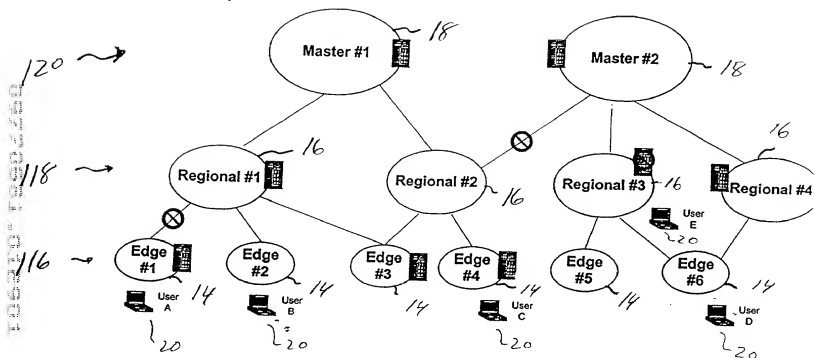 18
120
Master #1
Master #2
18
16
16
118
Regional #1
Regional #2
16
Regional #3
16
Regional #4
User E
20
116
Edge #1
14
Edge #2
14
Edge #3
14
Edge #4
14
Edge #5
14
Edge #6
14
User A
20
User B
20
User C
20
User D
20